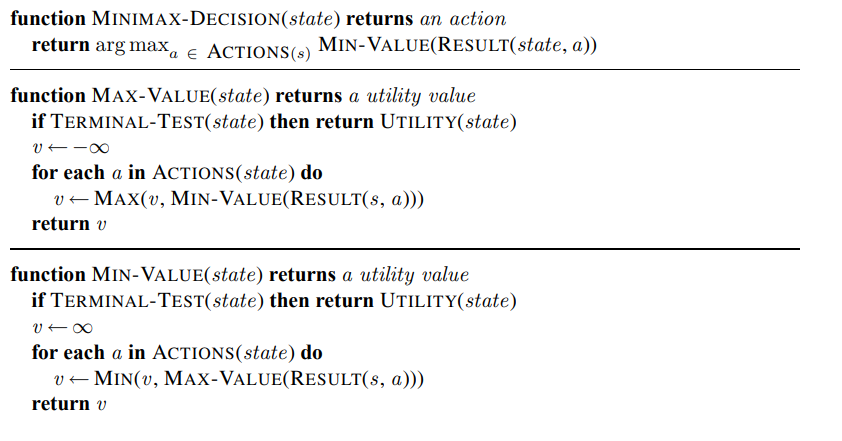 function MINIMAX-DECISION(state) returns an action
return arg max a ∈ ACTIONS(s) MIN-VALUE(RESULT(state, a))
function MAX-VALUE(state) returns a utility value
if TERMINAL-TEST(state) then return UTILITY(state)
v ← −∞
for each a in ACTIONS(state) do
v ← MAX(v, MIN-VALUE(RESULT(s, a)))
return v
function MIN-VALUE(state) returns a utility value
if TERMINAL-TEST(state) then return UTILITY(state)
v ← ∞
for each a in ACTIONS(state) do
v ← MIN(v, MAX-VALUE(RESULT(s, a)))
return v